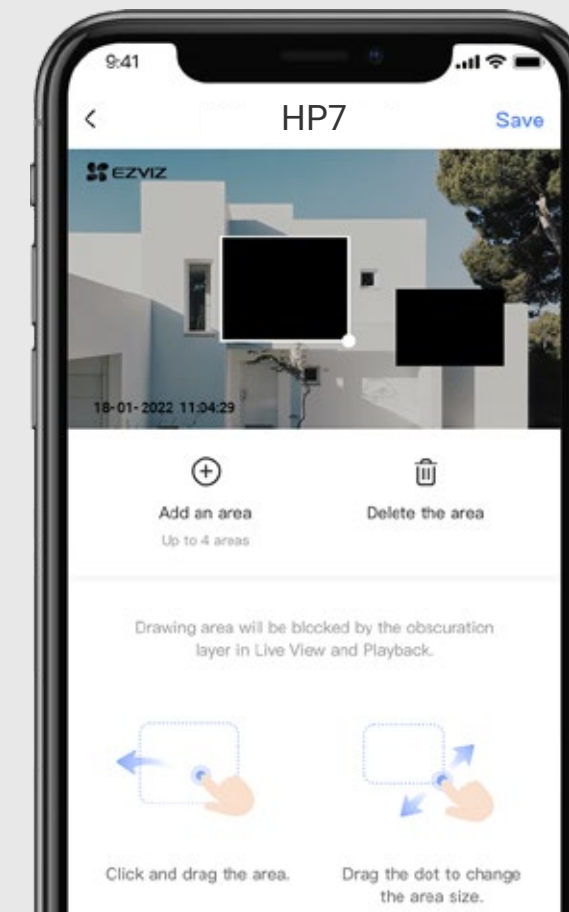 9:41
HP7
Save
EZVIZ
18-01-2022 11:04:29
Add an area
Delete the area
Up to 4 areas
Drawing area will be blocked by the obscuration
layer in Live View and Playback.
Click and drag the area.
Drag the dot to change
the area size.